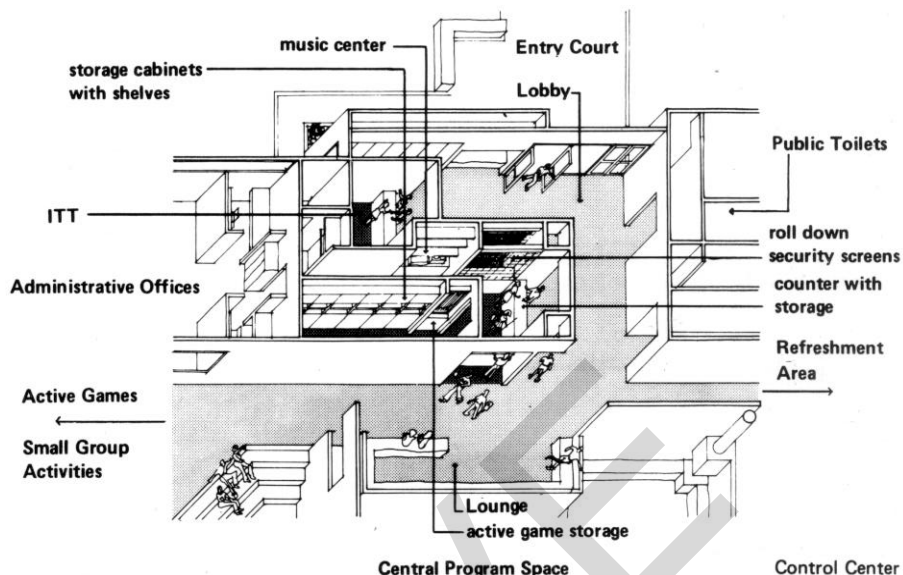 music center
Entry Court
storage cabinets
with shelves
Lobby
Public Toilets
ITT
roll down
security screens
Administrative Offices
counter with
storage
Refreshment
Area
Active Games
Small Group
Activities
Lounge
active game storage
Central Program Space
Control Center